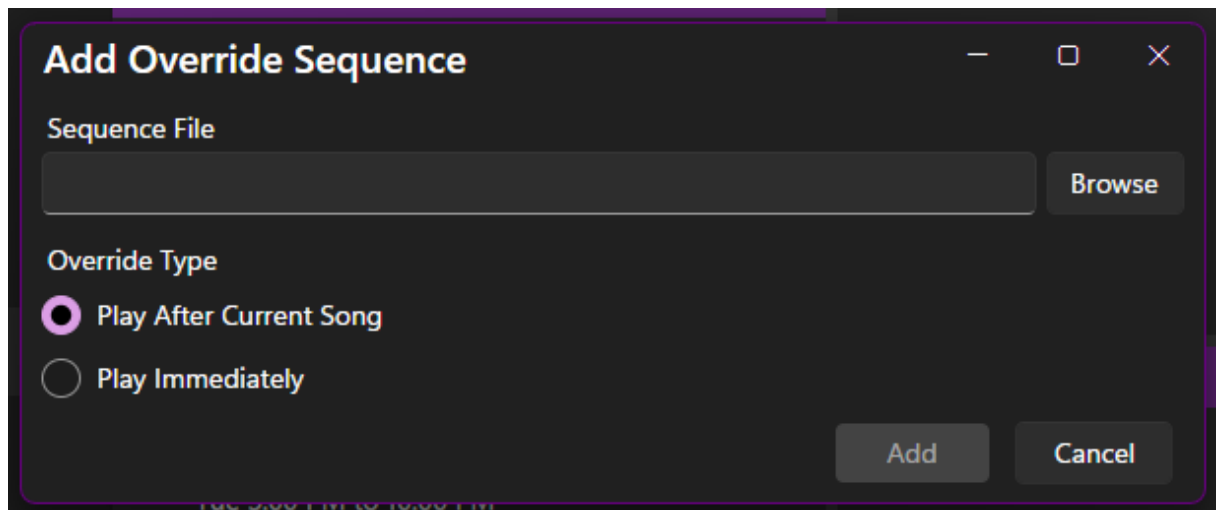 Add Override Sequence
Sequence File
Browse
Override Type
Play After Current Song
Play Immediately
Add
Cancel